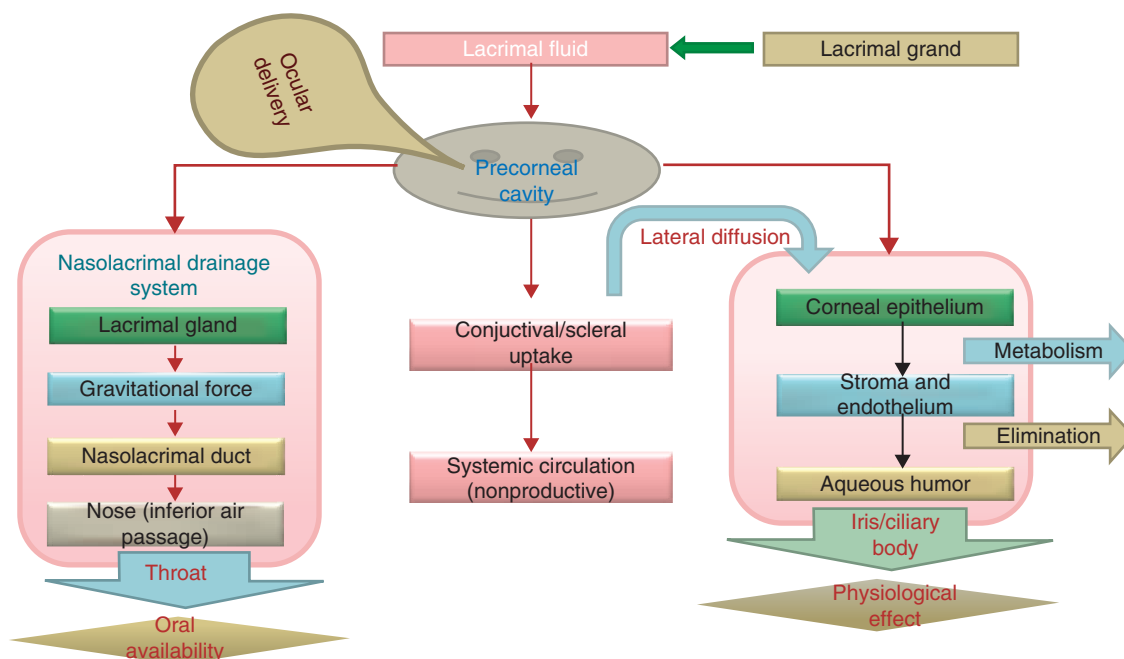 Lacrimal fluid
Lacrimal grand
Ocular
delivery
Precorneal
cavity
Lateral diffusion
Nasolacrimal drainage
system
Lacrimal gland
Gravitational force
Nasolacrimal duct
Nose (inferior air
passage)
Throat
Oral
availability
Conjuctival/scleral
uptake
Systemic circulation
(nonproductive)
Corneal epithelium
Metabolism
Stroma and
endothelium
Elimination
Aqueous humor
Iris/ciliary
body
Physiological
effect